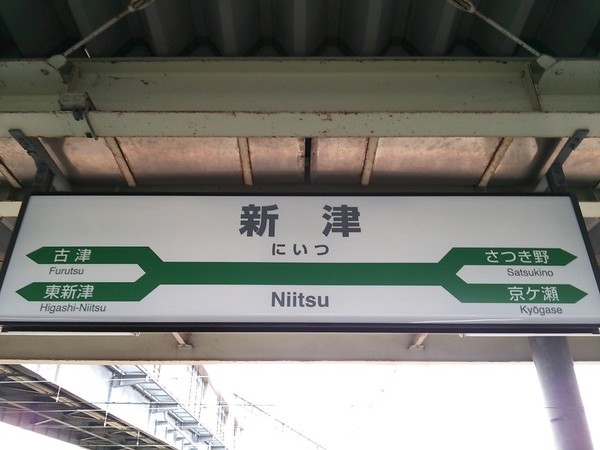 新津
にいつ
古津
Furutsu
さつき野
Satsukino
東新津
Higashi-Niitsu
Niitsu
京ケ瀬
Kyōgase